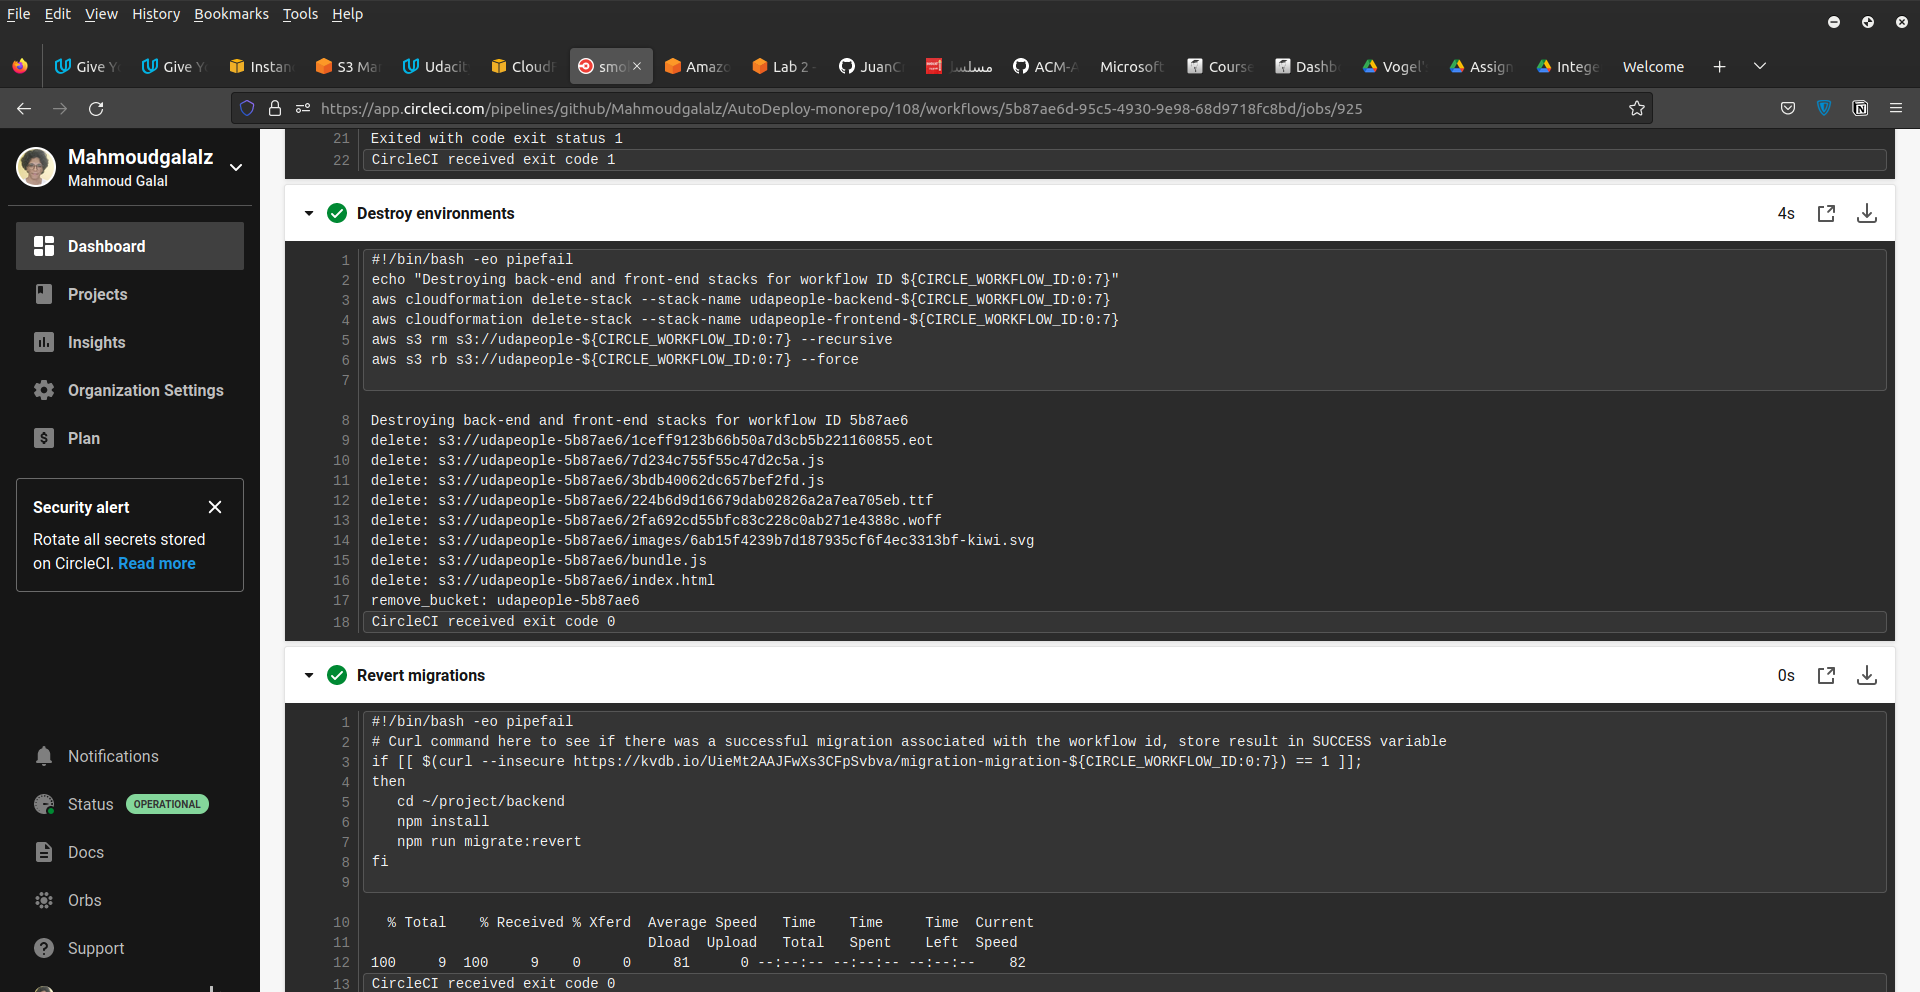 File Edit View History Bookmarks Tools Help
Give Yo
Give Yo
Instan
S3 Ma
Udacit
CloudF
smo
Amazo
Lab 2 -
JuanC
مسلسل
ACM-A
Microsoft
Course
Dashb
Vogel'
Assign
Intege
Welcome
https://app.circleci.com/pipelines/github/Mahmoudgalalz/AutoDeploy-monorepo/108/workflows/5b87ae6d-95c5-4930-9e98-68d9718fc8bd/jobs/925
Mahmoudgalalz
Mahmoud Galal
Dashboard
Projects
Insights
Organization Settings
Plan
Security alert
Rotate all secrets stored
on CircleCI. Read more
Notifications
Status OPERATIONAL
Docs
Orbs
Support
21 Exited with code exit status 1
22 CircleCI received exit code 1
Destroy environments 4s
1 #!/bin/bash -eo pipefail
2 echo "Destroying back-end and front-end stacks for workflow ID ${CIRCLE_WORKFLOW_ID:0:7}"
3 aws cloudformation delete-stack --stack-name udapeople-backend-${CIRCLE_WORKFLOW_ID:0:7}
4 aws cloudformation delete-stack --stack-name udapeople-frontend-${CIRCLE_WORKFLOW_ID:0:7}
5 aws s3 rm s3://udapeople-${CIRCLE_WORKFLOW_ID:0:7} --recursive
6 aws s3 rb s3://udapeople-${CIRCLE_WORKFLOW_ID:0:7} --force
7
8 Destroying back-end and front-end stacks for workflow ID 5b87ae6
9 delete: s3://udapeople-5b87ae6/1ceff9123b66b50a7d3cb5b221160855.eot
10 delete: s3://udapeople-5b87ae6/7d234c755f55c47d2c5a.js
11 delete: s3://udapeople-5b87ae6/3bdb40062dc657bef2fd.js
12 delete: s3://udapeople-5b87ae6/224b6d9d16679dab02826a2a7ea705eb.ttf
13 delete: s3://udapeople-5b87ae6/2fa692cd55bfc83c228c0ab271e4388c.woff
14 delete: s3://udapeople-5b87ae6/images/6ab15f4239b7d187935cf6f4ec3313bf-kiwi.svg
15 delete: s3://udapeople-5b87ae6/bundle.js
16 delete: s3://udapeople-5b87ae6/index.html
17 remove_bucket: udapeople-5b87ae6
18 CircleCI received exit code 0
Revert migrations 0s
1 #!/bin/bash -eo pipefail
2 # Curl command here to see if there was a successful migration associated with the workflow id, store result in SUCCESS variable
3 if [[ $(curl --insecure https://kvdb.io/UieMt2AAJFwXs3CFpSvbva/migration-migration-${CIRCLE_WORKFLOW_ID:0:7}) == 1 ]];
4 then
5 cd ~/project/backend
6 npm install
7 npm run migrate:revert
8 fi
9
10 % Total % Received % Xferd Average Speed Time Time Time Current
11 Dload Upload Total Spent Left Speed
12 100 9 100 9 0 0 81 0 --:--:-- --:--:-- --:--:-- 82
13 CircleCI received exit code 0